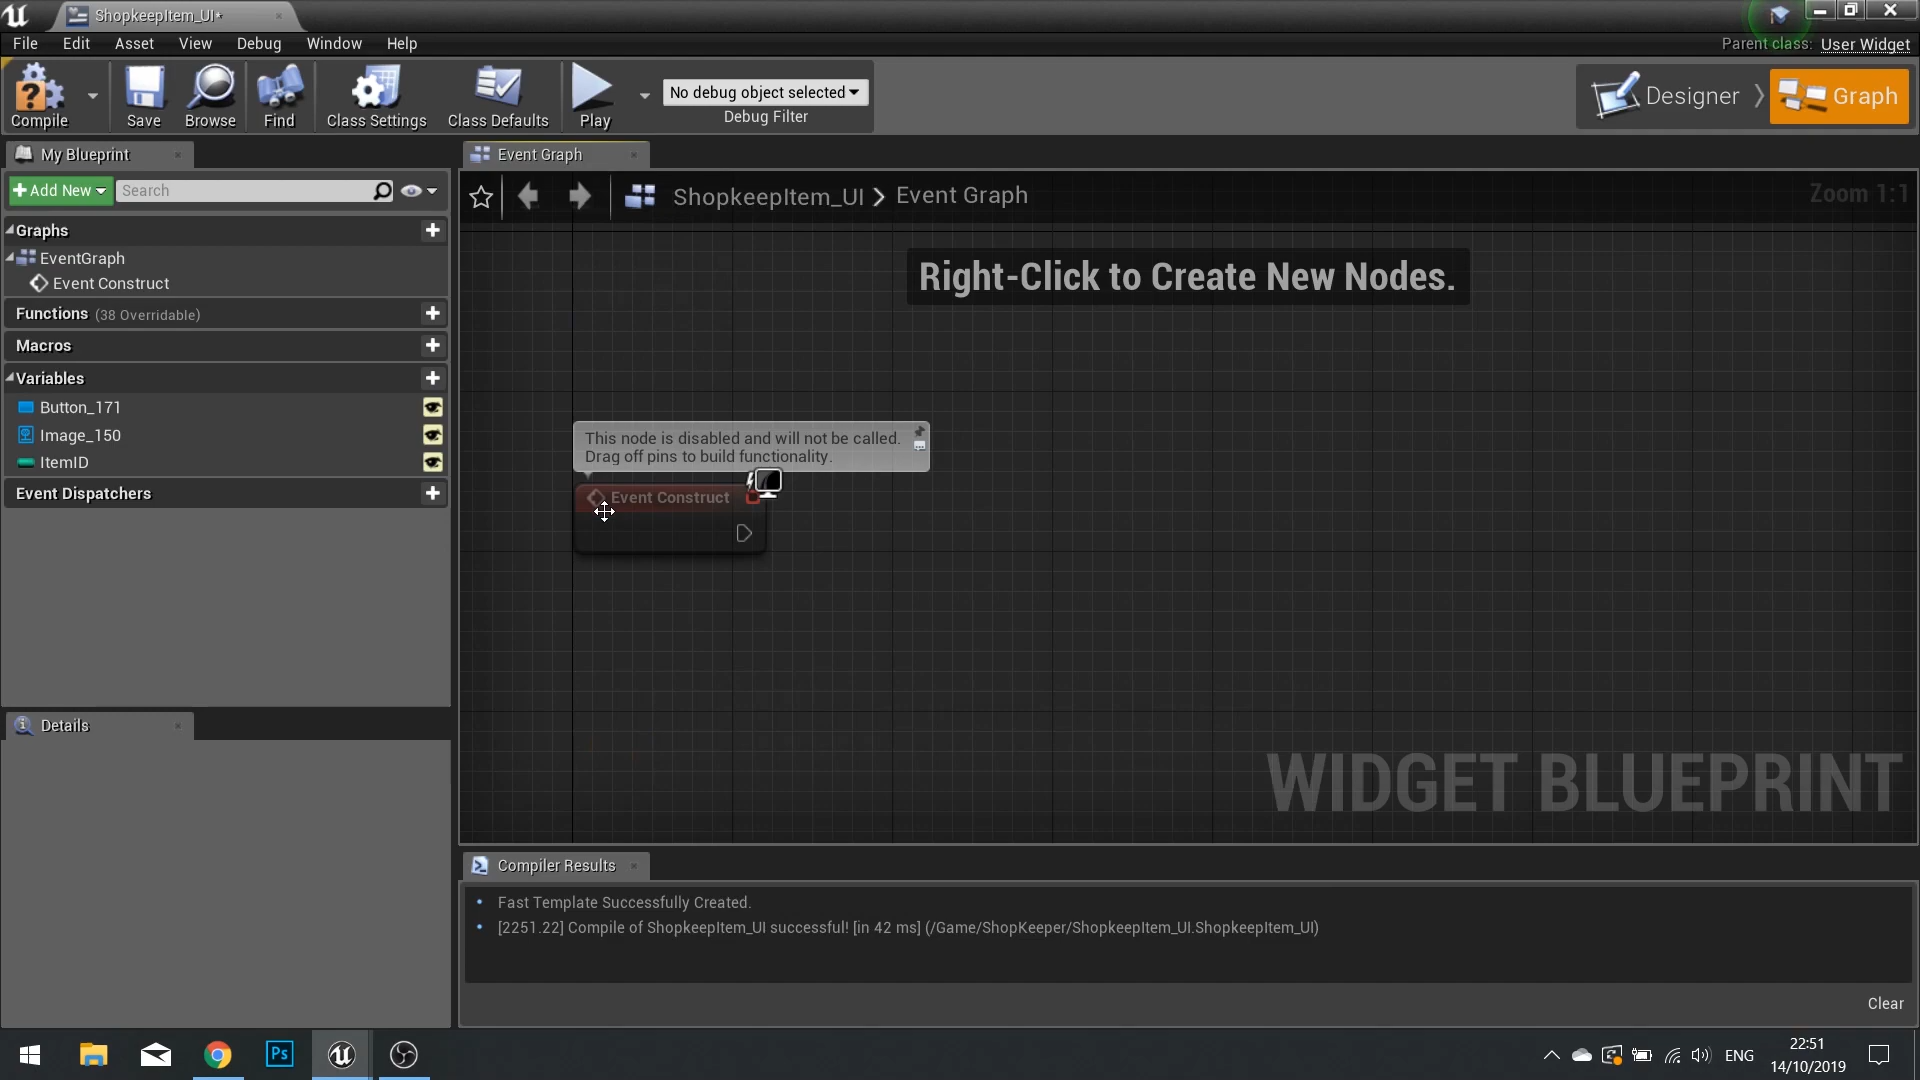 ShopkeepItem_UI*
File Edit Asset View Debug Window Help
Parent class: User Widget
Compile Save Browse Find Class Settings Class Defaults Play
No debug object selected
Debug Filter
Designer Graph
My Blueprint
Event Graph
Add New Search
ShopkeepItem_UI Event Graph
Zoom 1:1
Graphs
EventGraph
Event Construct
Functions (38 Overridable)
Macros
Variables
Button_171
Image_150
ItemID
Event Dispatchers
Right-Click to Create New Nodes.
This node is disabled and will not be called.
Drag off pins to build functionality.
Event Construct
WIDGET BLUEPRINT
Details
Compiler Results
• Fast Template Successfully Created.
• [2251.22] Compile of ShopkeepItem_UI successful! [in 42 ms] (/Game/ShopKeeper/ShopkeepItem_UI.ShopkeepItem_UI)
Clear
Ps
ENG
22:51
14/10/2019